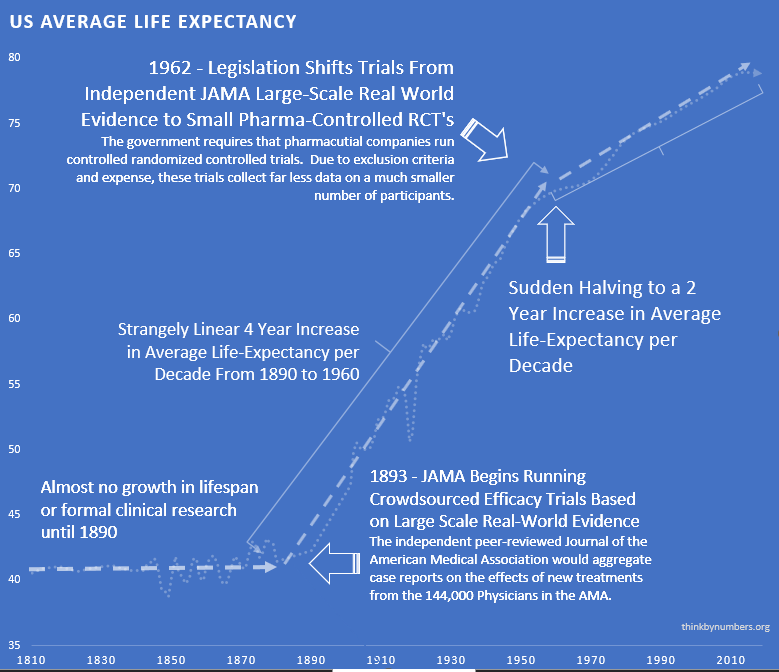 US AVERAGE LIFE EXPECTANCY
80
75
70
65
60
55
50
45
40
35
1962 - Legislation Shifts Trials From
Independent JAMA Large-Scale Real World
Evidence to Small Pharma-Controlled RCT's
The government requires that pharmacutial companies run
controlled randomized controlled trials. Due to exclusion criteria
and expense, these trials collect far less data on a much smaller
number of participants.
Sudden Halving to a 2
Year Increase in Average
Life-Expectancy per
Decade
Strangely Linear 4 Year Increase
in Average Life-Expectancy per
Decade From 1890 to 1960
Almost no growth in lifespan
or formal clinical research
until 1890
1893 - JAMA Begins Running
Crowdsourced Efficacy Trials Based
on Large Scale Real-World Evidence
The independent peer-reviewed Journal of the
American Medical Association would aggregate
case reports on the effects of new treatments
from the 144,000 Physicians in the AMA.
thinkbynumbers.org
1810 1830 1850 1870 1890 1910 1930 1950 1970 1990 2010